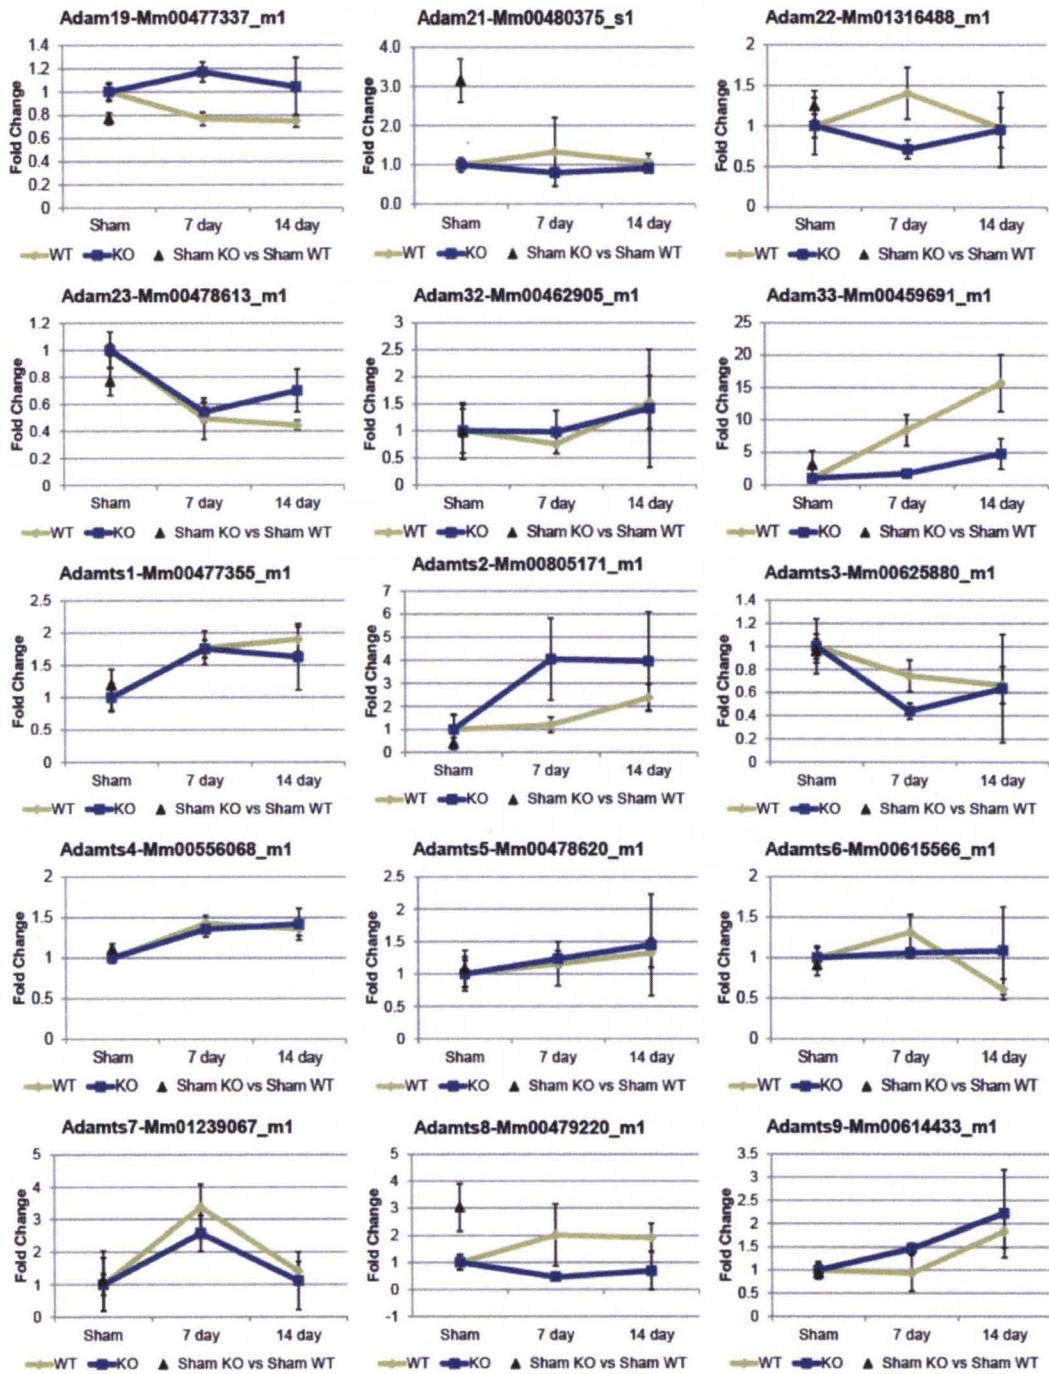 Adam19-Mm00477337_m1
Fold Change
1.4
1.2
1
0.8
0.6
0.4
0.2
0
Sham 7 day 14 day
WT KO Sham KO vs Sham WT
Adam21-Mm00480375_s1
Fold Change
4.0
3.0
2.0
1.0
0.0
Sham 7 day 14 day
WT KO Sham KO vs Sham WT
Adam22-Mm01316488_m1
Fold Change
2
1.5
1
0.5
0
Sham 7 day 14 day
WT KO Sham KO vs Sham WT
Adam23-Mm00478613_m1
Fold Change
1.2
1
0.8
0.6
0.4
0.2
0
Sham 7 day 14 day
WT KO Sham KO vs Sham WT
Adam32-Mm00462905_m1
Fold Change
3
2.5
2
1.5
1
0.5
0
Sham 7 day 14 day
WT KO Sham KO vs Sham WT
Adam33-Mm00459691_m1
Fold Change
25
20
15
10
5
0
Sham 7 day 14 day
WT KO Sham KO vs Sham WT
Adamts1-Mm00477355_m1
Fold Change
2.5
2
1.5
1
0.5
0
Sham 7 day 14 day
WT KO Sham KO vs Sham WT
Adamts2-Mm00805171_m1
Fold Change
7
6
5
4
3
2
1
0
Sham 7 day 14 day
WT KO Sham KO vs Sham WT
Adamts3-Mm00625880_m1
Fold Change
1.4
1.2
1
0.8
0.6
0.4
0.2
0
Sham 7 day 14 day
WT KO Sham KO vs Sham WT
Adamts4-Mm00556068_m1
Fold Change
2
1.5
1
0.5
0
Sham 7 day 14 day
WT KO Sham KO vs Sham WT
Adamts5-Mm00478620_m1
Fold Change
2.5
2
1.5
1
0.5
0
Sham 7 day 14 day
WT KO Sham KO vs Sham WT
Adamts6-Mm00615566_m1
Fold Change
2
1.5
1
0.5
0
Sham 7 day 14 day
WT KO Sham KO vs Sham WT
Adamts7-Mm01239067_m1
Fold Change
5
4
3
2
1
0
Sham 7 day 14 day
WT KO Sham KO vs Sham WT
Adamts8-Mm00479220_m1
Fold Change
5
4
3
2
1
0
-1
Sham 7 day 14 day
WT KO Sham KO vs Sham WT
Adamts9-Mm00614433_m1
Fold Change
3.5
3
2.5
2
1.5
1
0.5
0
Sham 7 day 14 day
WT KO Sham KO vs Sham WT